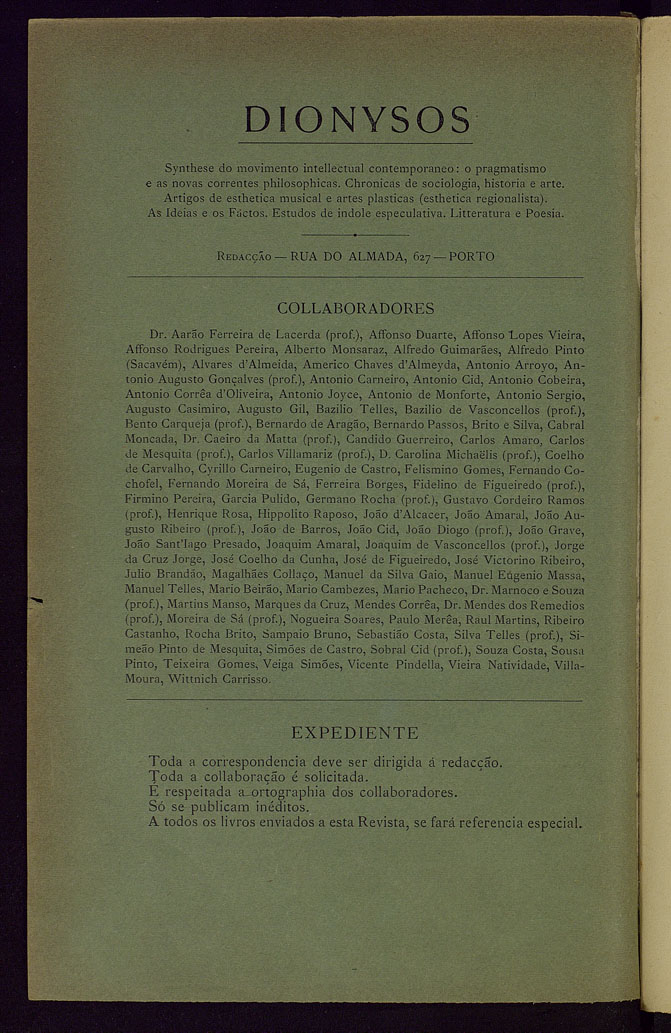 DIONYSOS
Synthese do movimento intellectual contemporaneo: o pragmatismo
e as novas correntes philosophicas. Chronicas de sociologia, historia e arte.
Artigos de esthetica musical e artes plasticas (esthetica regionalista).
As Ideias e os Fáctos. Estudos de indole especulativa. Litteratura e Poesia.
REDACÇÃO — RUA DO ALMADA, 627 — PORTO
COLLABORADORES
Dr. Aarão Ferreira de Lacerda (prof.), Affonso Duarte, Affonso Lopes Vieira,
Affonso Rodrigues Pereira, Alberto Monsaraz, Alfredo Guimarães, Alfredo Pinto
(Sacavém), Alvares d'Almeida, Americo Chaves d'Almeyda, Antonio Arroyo, An-
tonio Augusto Gonçalves (prof.), Antonio Carneiro, Antonio Cid, Antonio Cobeira,
Antonio Corrêa d'Oliveira, Antonio Joyce, Antonio de Monforte, Antonio Sergio,
Augusto Casimiro, Augusto Gil, Bazilio Telles, Bazilio de Vasconcellos (prof.),
Bento Carqueja (prof.), Bernardo de Aragão, Bernardo Passos, Brito e Silva, Cabral
Moncada, Dr. Caeiro da Matta (prof.), Candido Guerreiro, Carlos Amaro, Carlos
de Mesquita (prof.), Carlos Villamariz (prof.), D. Carolina Michaëlis (prof.), Coelho
de Carvalho, Cyrillo Carneiro, Eugenio de Castro, Felismino Gomes, Fernando Co-
chofel, Fernando Moreira de Sá, Ferreira Borges, Fidelino de Figueiredo (prof.),
Firmino Pereira, Garcia Pulido, Germano Rocha (prof.), Gustavo Cordeiro Ramos
(prof.), Henrique Rosa, Hippolito Raposo, João d'Alcacer, João Amaral, João Au-
gusto Ribeiro (prof.), João de Barros, João Cid, João Diogo (prof.), João Grave,
João Sant'Iago Presado, Joaquim Amaral, Joaquim de Vasconcellos (prof.), Jorge
da Cruz Jorge, José Coelho da Cunha, José de Figueiredo, José Victorino Ribeiro,
Julio Brandão, Magalhães Collaço, Manuel da Silva Gaio, Manuel Eugenio Massa,
Manuel Telles, Mario Beirão, Mario Cambezes, Mario Pacheco, Dr. Marnoco e Souza
(prof.), Martins Manso, Marques da Cruz, Mendes Corrêa, Dr. Mendes dos Remedios
(prof.), Moreira de Sá (prof.), Nogueira Soares, Paulo Merêa, Raul Martins, Ribeiro
Castanho, Rocha Brito, Sampaio Bruno, Sebastião Costa, Silva Telles (prof.), Si-
meão Pinto de Mesquita, Simões de Castro, Sobral Cid (prof.), Souza Costa, Sousa
Pinto, Teixeira Gomes, Veiga Simões, Vicente Pindella, Vieira Natividade, Villa-
Moura, Wittnich Carrisso.
EXPEDIENTE
Toda a correspondencia deve ser dirigida á redacção.
Toda a collaboração é solicitada.
E respeitada a ortographia dos collaboradores.
Só se publicam inéditos.
A todos os livros enviados a esta Revista, se fará referencia especial.